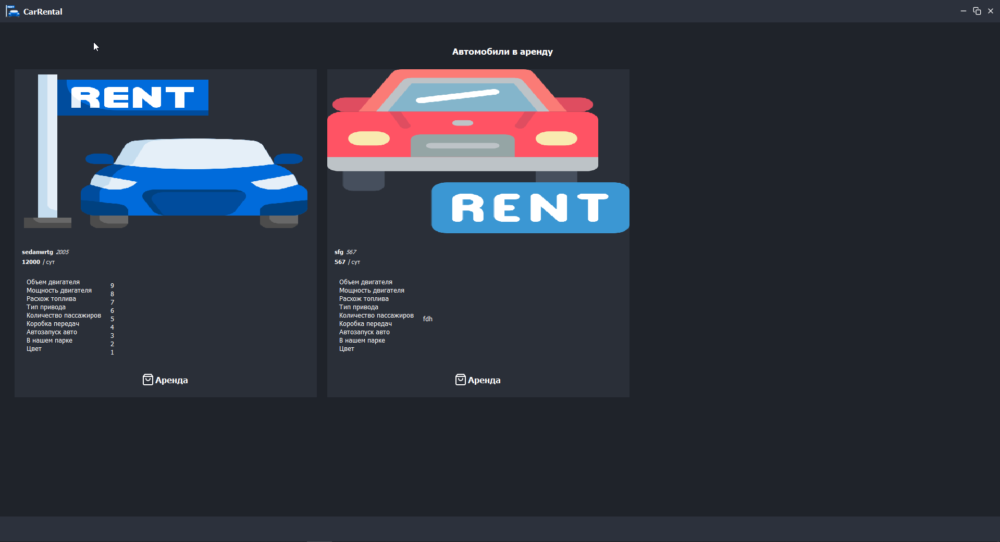 RENT
CarRental
Автомобили в аренду
RENT
sedanwrtg 2005
12000 / сут
Объем двигателя 9
Мощность двигателя 8
Расхож топлива 7
Тип привода 6
Количество пассажиров 5
Коробка передач 4
Автозапуск авто 3
В нашем парке 2
Цвет 1
Аренда
RENT
sfg 567
567 / сут
Объем двигателя
Мощность двигателя
Расхож топлива
Тип привода
Количество пассажиров fdh
Коробка передач
Автозапуск авто
В нашем парке
Цвет
Аренда